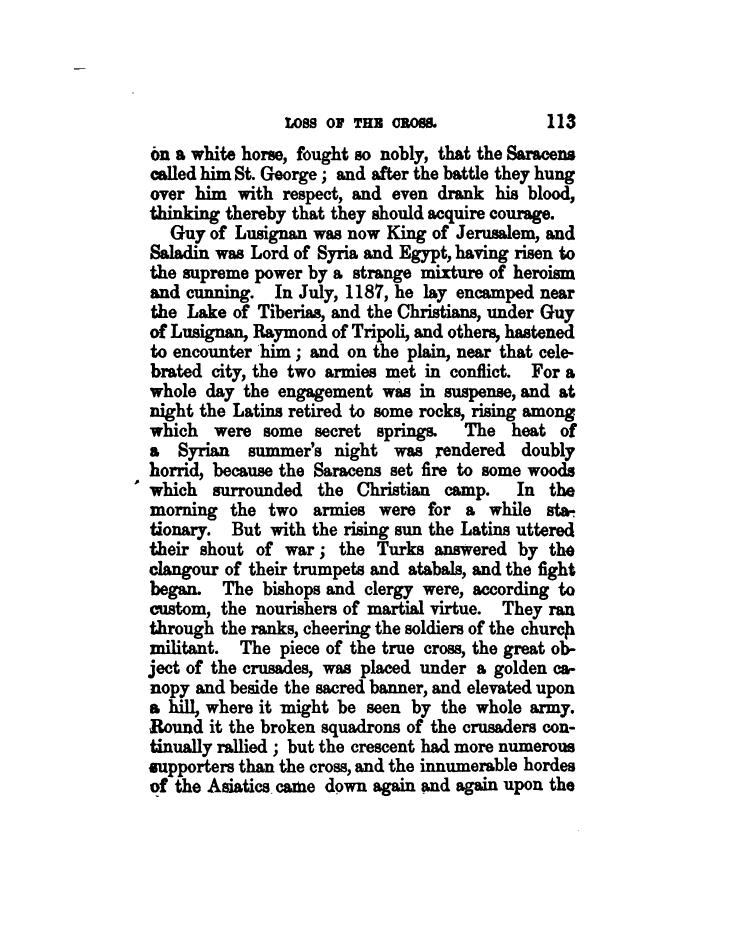 LOSS OF THE CROSS. 113
on a white horse, fought so nobly, that the Saracens
called him St. George ; and after the battle they hung
over him with respect, and even drank his blood,
thinking thereby that they should acquire courage.
Guy of Lusignan was now King of Jerusalem, and
Saladin was Lord of Syria and Egypt, having risen to
the supreme power by a strange mixture of heroism
and cunning. In July, 1187, he lay encamped near
the Lake of Tiberias, and the Christians, under Guy
of Lusignan, Raymond of Tripoli, and others, hastened
to encounter him ; and on the plain, near that cele-
brated city, the two armies met in conflict. For a
whole day the engagement was in suspense, and at
night the Latins retired to some rocks, rising among
which were some secret springs. The heat of
a Syrian summer's night was rendered doubly
horrid, because the Saracens set fire to some woods
which surrounded the Christian camp. In the
morning the two armies were for a while sta-
tionary. But with the rising sun the Latins uttered
their shout of war ; the Turks answered by the
clangour of their trumpets and atabals, and the fight
began. The bishops and clergy were, according to
custom, the nourishers of martial virtue. They ran
through the ranks, cheering the soldiers of the church
militant. The piece of the true cross, the great ob-
ject of the crusades, was placed under a golden ca-
nopy and beside the sacred banner, and elevated upon
a hill, where it might be seen by the whole army.
Round it the broken squadrons of the crusaders con-
tinually rallied ; but the crescent had more numerous
supporters than the cross, and the innumerable hordes
of the Asiatics came down again and again upon the